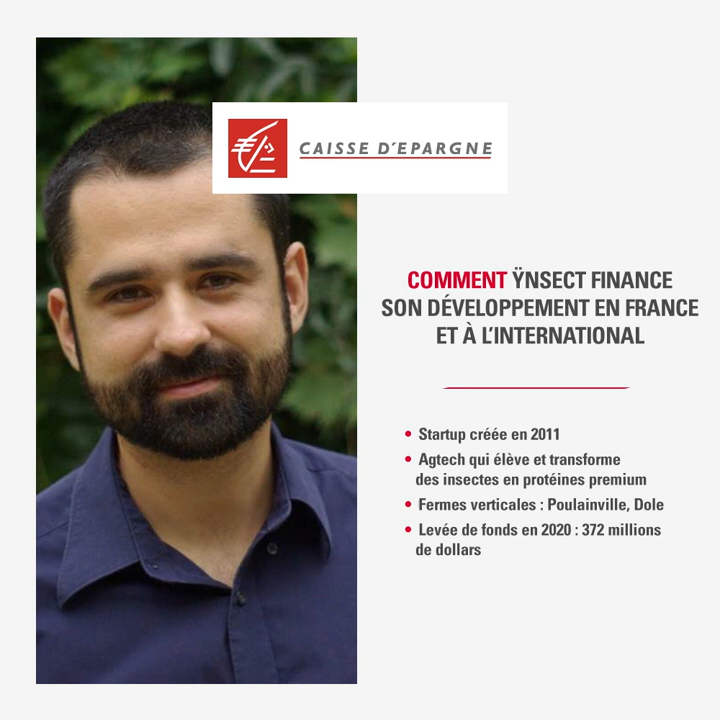 CAISSE D'EPARGNE
COMMENT ŸNSECT FINANCE
SON DÉVELOPPEMENT EN FRANCE
ET À L'INTERNATIONAL
• Startup créée en 2011
• Agtech qui élève et transforme
des insectes en protéines premium
• Fermes verticales : Poulainville, Dole
• Levée de fonds en 2020 : 372 millions
de dollars